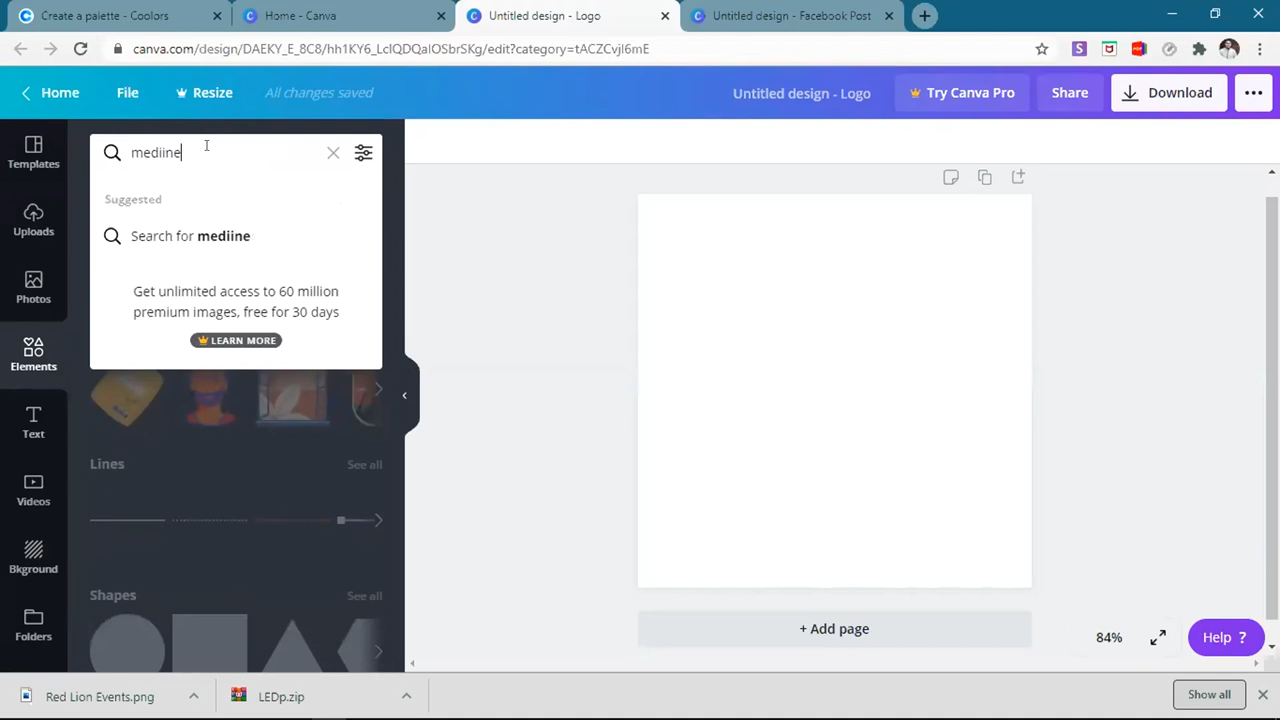 Create a palette - Coolors
Home - Canva
Untitled design - Logo
Untitled design - Facebook Post
canva.com/design/DAEKY_E_8C8/hh1KY6_LcIQDQaIOSbrSKg/edit?category=tACZCvjI6mE
Home
File
Resize
All changes saved
Untitled design - Logo
Try Canva Pro
Share
Download
Templates
Uploads
Photos
Elements
Text
Videos
Bkground
Folders
mediine
Suggested
Search for mediine
Get unlimited access to 60 million
premium images, free for 30 days
LEARN MORE
Lines
See all
Shapes
See all
+ Add page
84%
Help ?
Red Lion Events.png
LEDp.zip
Show all